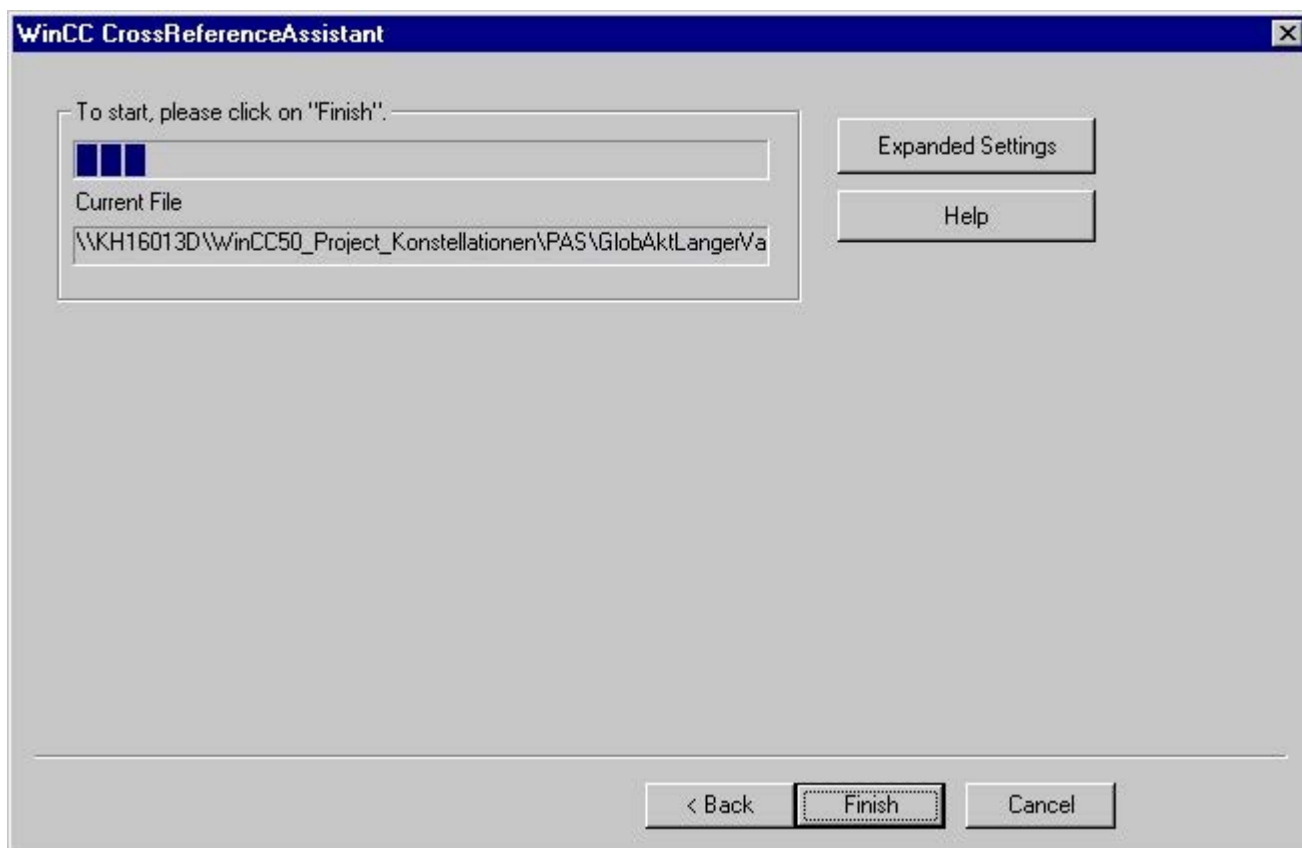 WinCC CrossReferenceAssistant
To start, please click on "Finish".
Expanded Settings
Current File
Help
\\KH16013D\WinCC50_Project_Konstellationen\PAS\GlobAktLangerVa
< Back
Finish
Cancel